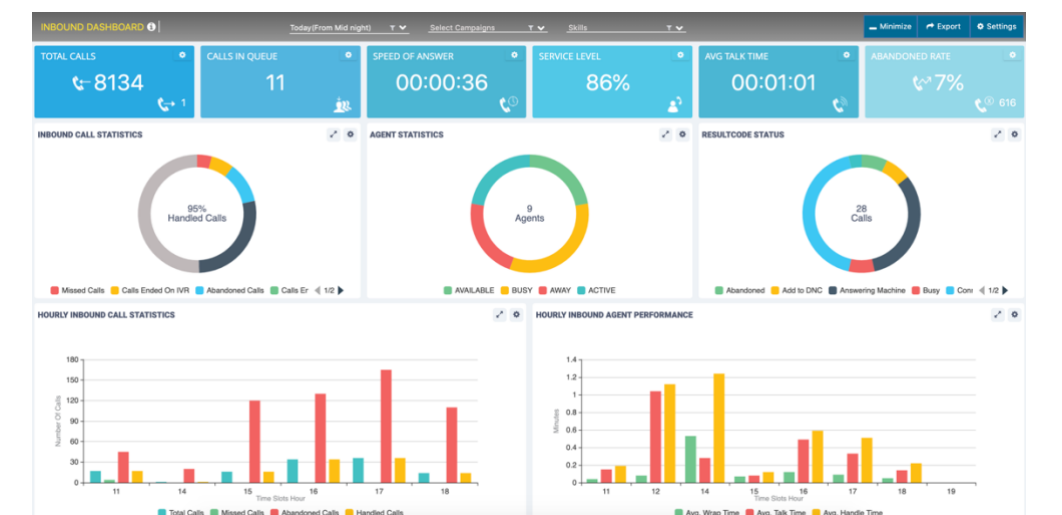 INBOUND DASHBOARD
Today(From Mid night)
Select Campaigns
Skills
Minimize
Export
Settings
TOTAL CALLS
8134
1
CALLS IN QUEUE
11
SPEED OF ANSWER
00:00:36
SERVICE LEVEL
86%
AVG TALK TIME
00:01:01
ABANDONED RATE
7%
616
INBOUND CALL STATISTICS
95%
Handled Calls
Missed Calls Calls Ended On IVR Abandoned Calls Calls Er 1/2
AGENT STATISTICS
9
Agents
AVAILABLE BUSY AWAY ACTIVE
RESULTCODE STATUS
28
Calls
Abandoned Add to DNC Answering Machine Busy Con 1/2
HOURLY INBOUND CALL STATISTICS
Number Of Calls
180
150
120
90
60
30
0
11 14 15 16 17 18
Time Slots Hour
Total Calls Missed Calls Abandoned Calls Handled Calls
HOURLY INBOUND AGENT PERFORMANCE
Minutes
1.4
1.2
1
0.8
0.6
0.4
0.2
0
11 12 14 15 16 17 18 19
Time Slots Hour
Avg. Wrap Time Avg. Talk Time Avg. Handle Time